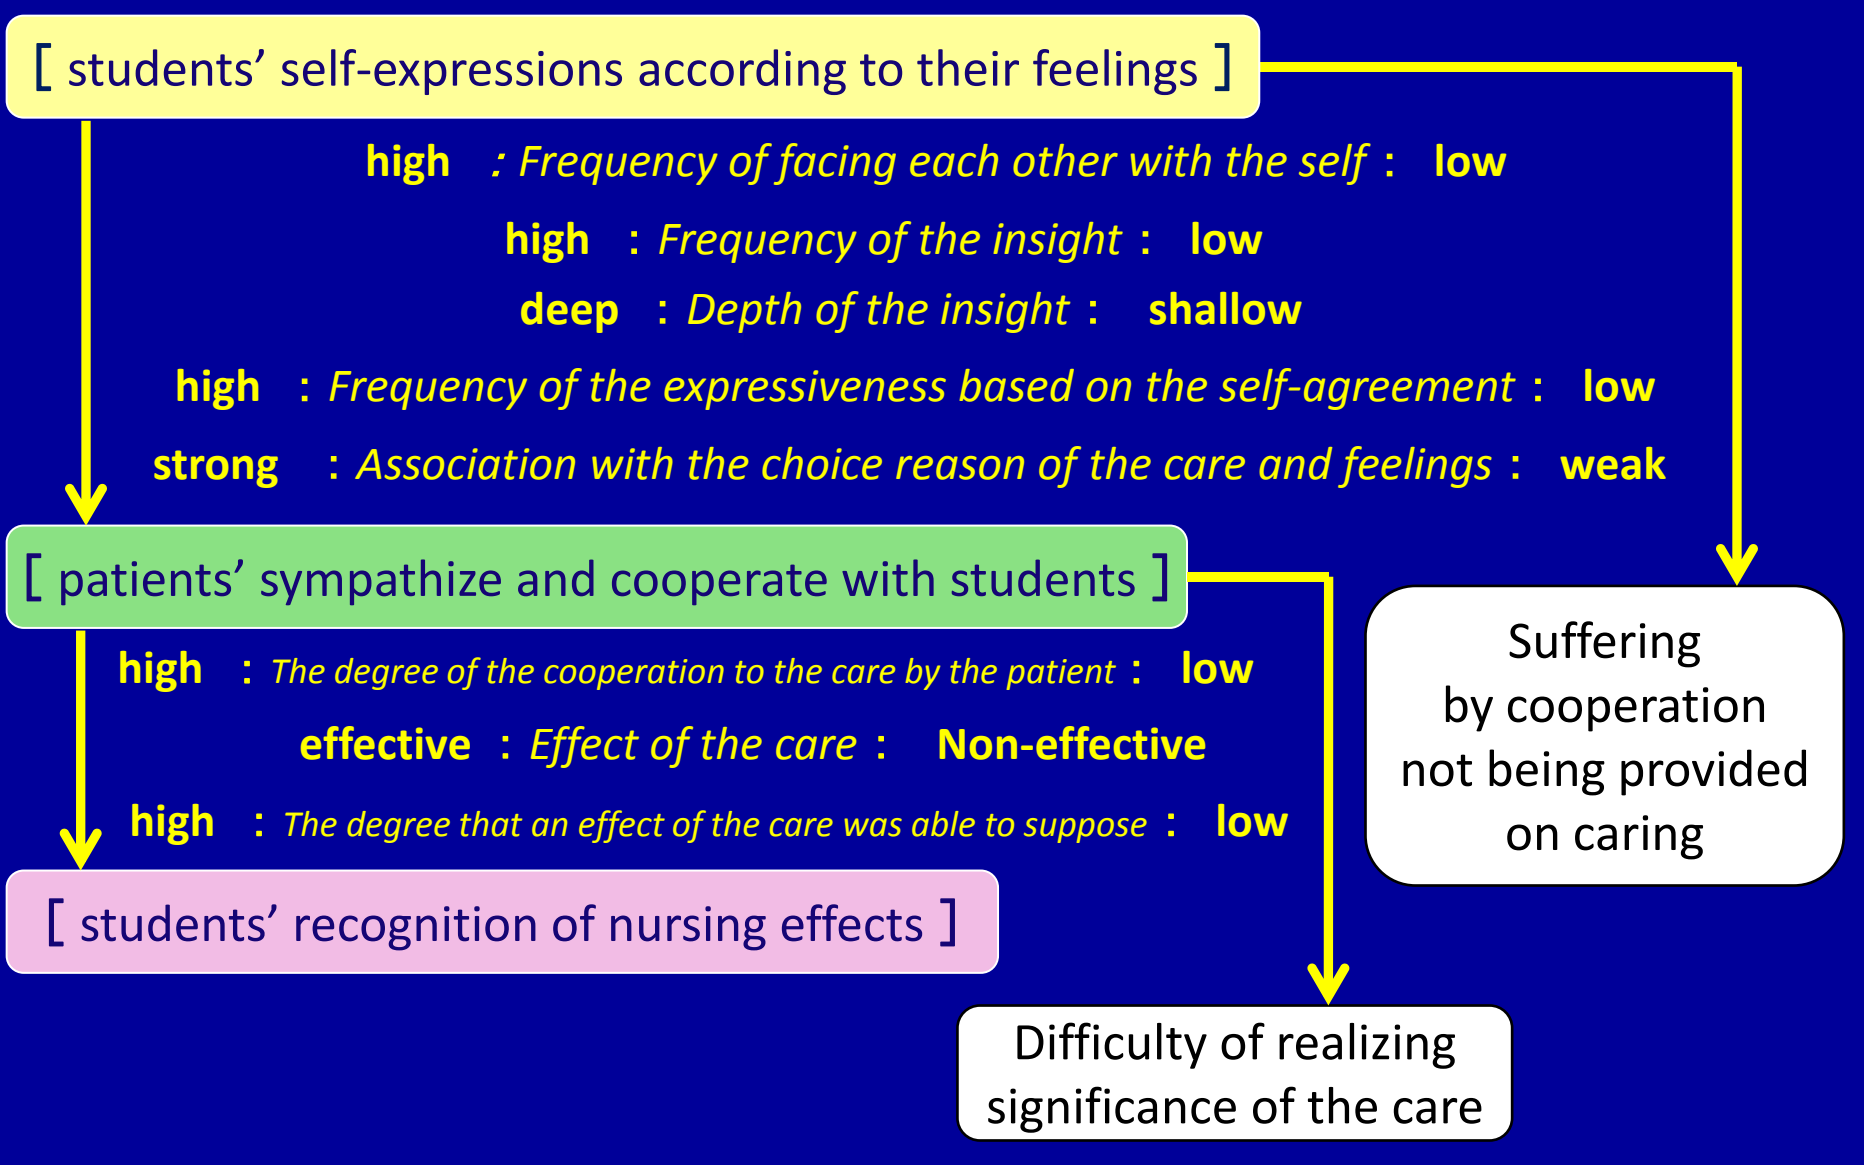 [ students’ self-expressions according to their feelings ]
high : Frequency of facing each other with the self : low
high : Frequency of the insight : low
deep : Depth of the insight : shallow
high : Frequency of the expressiveness based on the self-agreement : low
strong : Association with the choice reason of the care and feelings : weak
[ patients’ sympathize and cooperate with students ]
high : The degree of the cooperation to the care by the patient : low
effective : Effect of the care : Non-effective
high : The degree that an effect of the care was able to suppose : low
[ students’ recognition of nursing effects ]
Suffering
by cooperation
not being provided
on caring
Difficulty of realizing
significance of the care